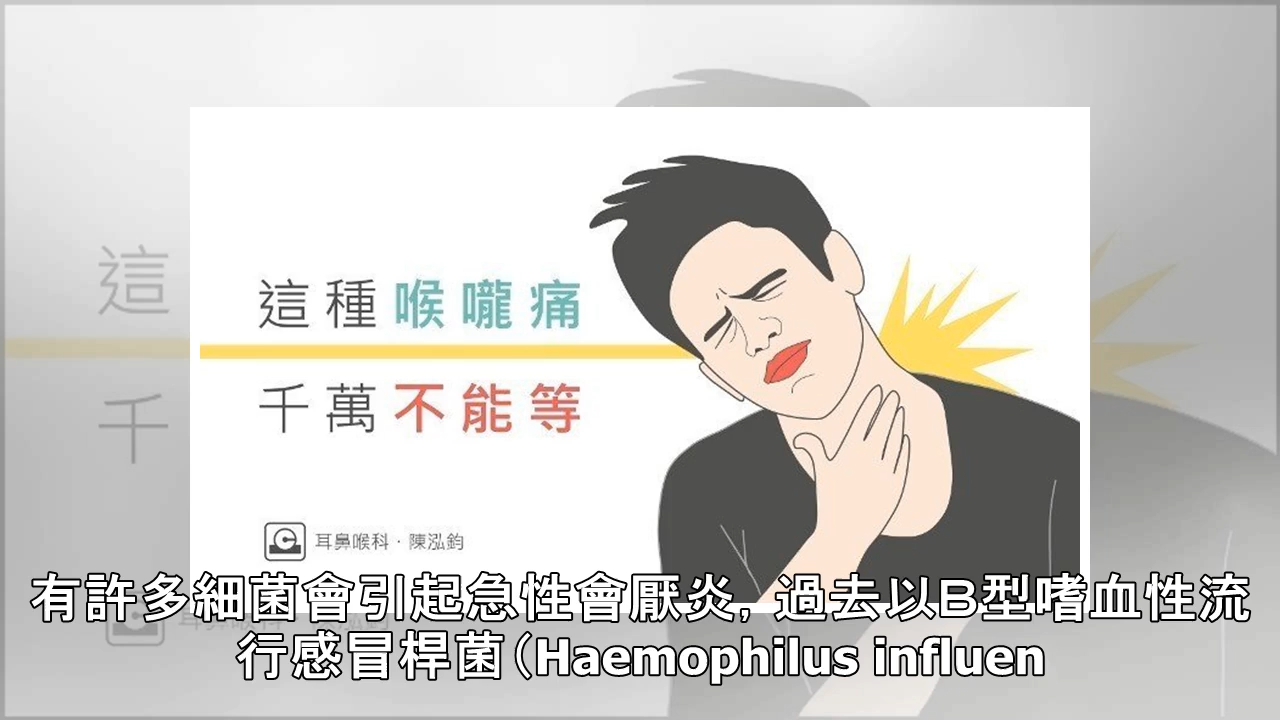 這種喉嚨痛
千萬不能等
耳鼻喉科·陳泓鈞
有許多細菌會引起急性會厭炎，過去以B型嗜血性流
行感冒桿菌（Haemophilus influen
這
千